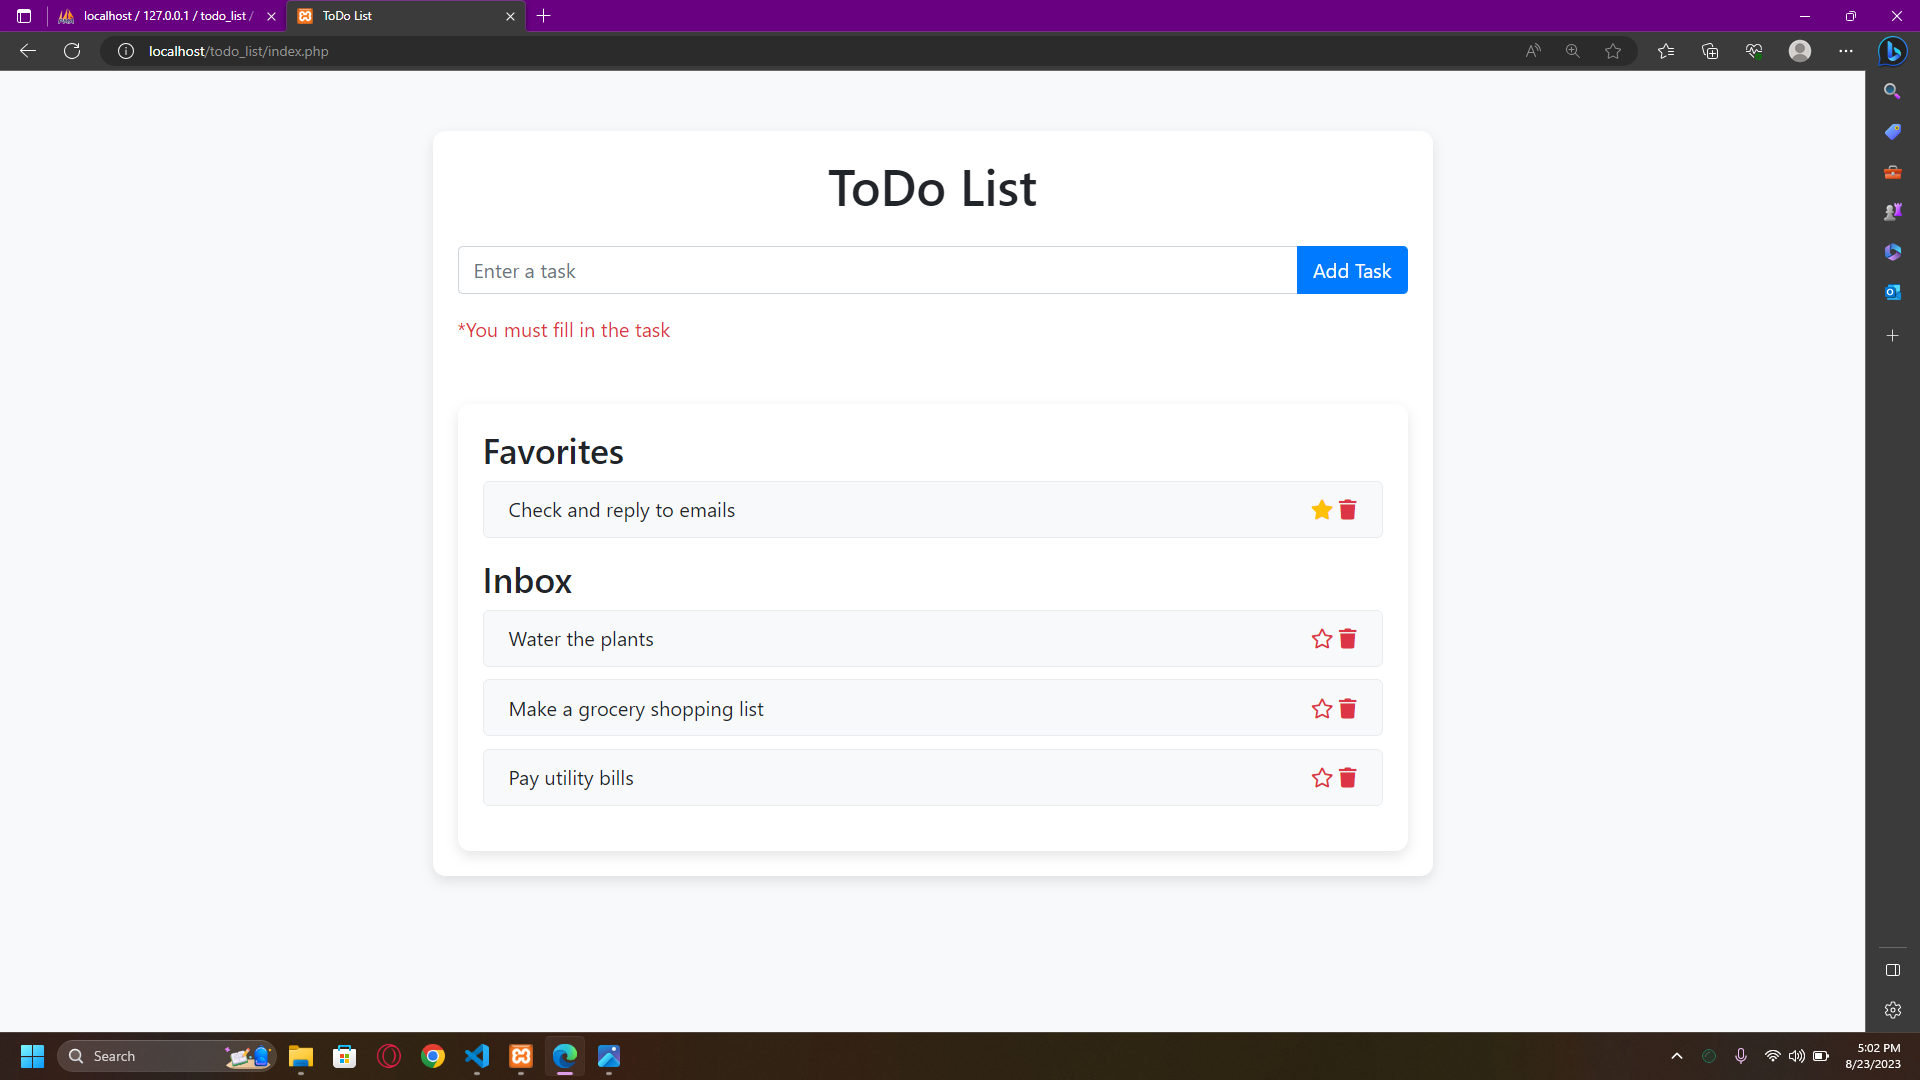 localhost / 127.0.0.1 / todo_list /
ToDo List
localhost/todo_list/index.php
ToDo List
Enter a task
Add Task
*You must fill in the task
Favorites
Check and reply to emails
Inbox
Water the plants
Make a grocery shopping list
Pay utility bills
Search
5:02 PM
8/23/2023